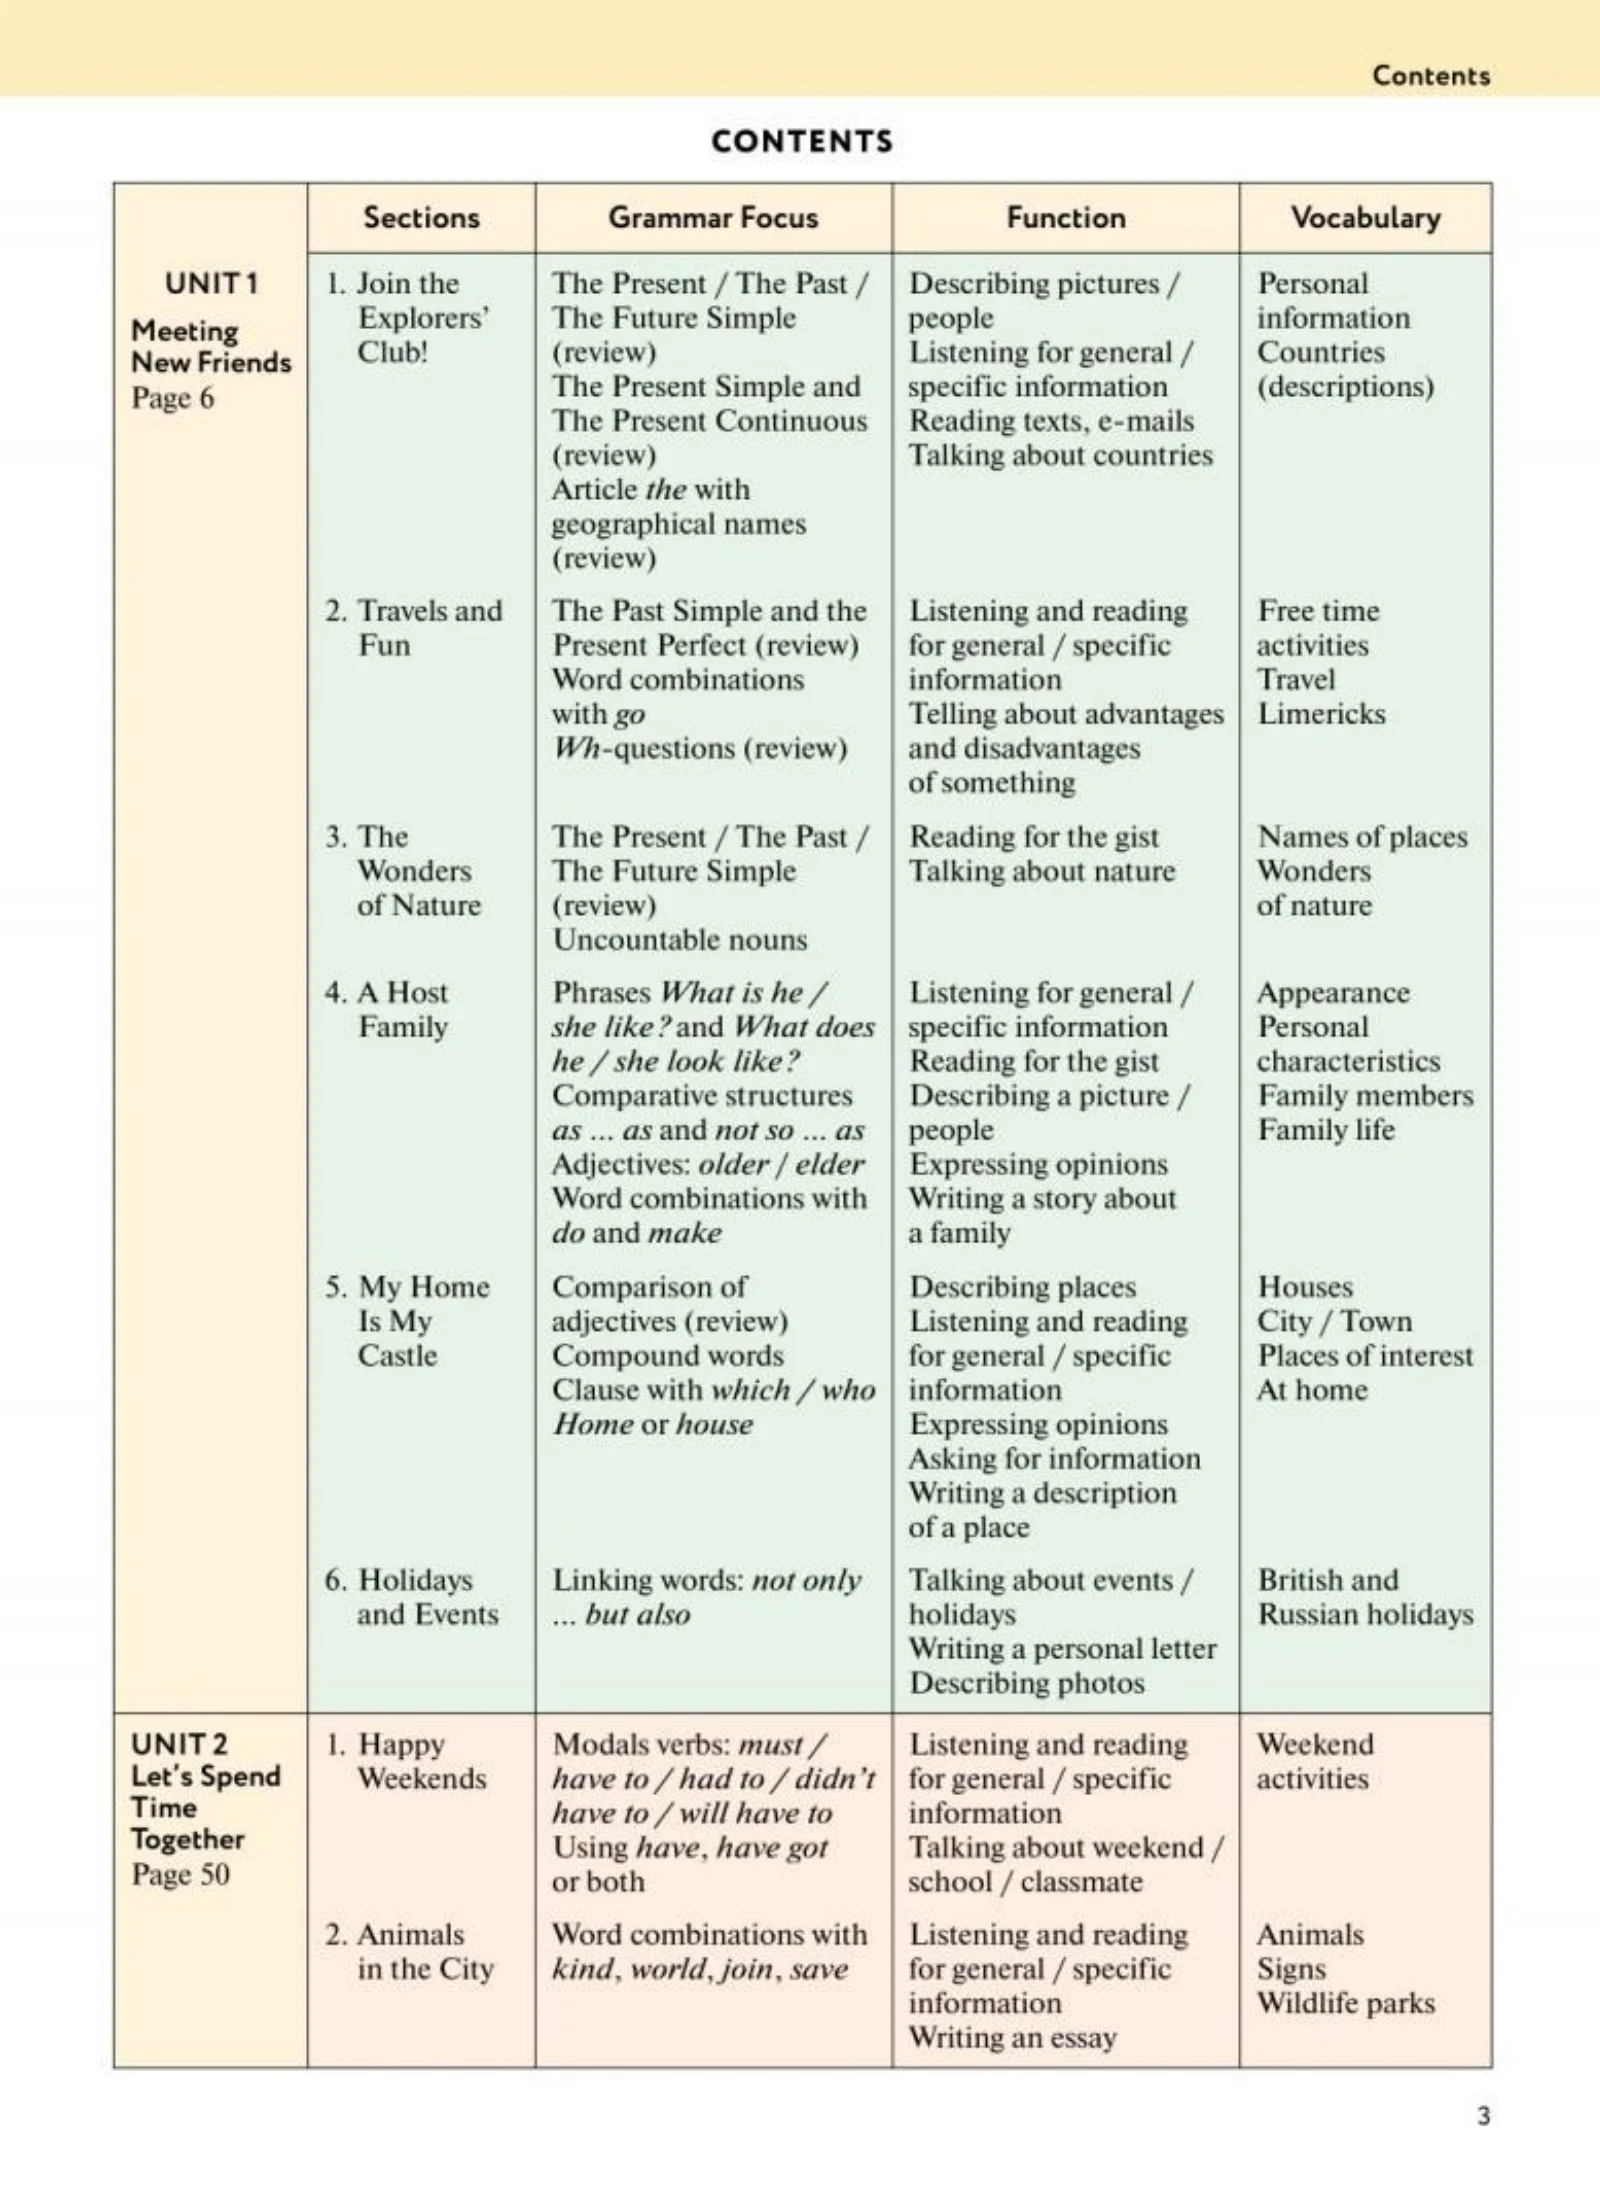 Contents
CONTENTS
Sections
Grammar Focus
Function
Vocabulary
UNIT 1
Meeting
New Friends
Page 6
1. Join the
Explorers’
Club!
The Present / The Past /
The Future Simple
(review)
The Present Simple and
The Present Continuous
(review)
Article the with
geographical names
(review)
Describing pictures /
people
Listening for general /
specific information
Reading texts, e-mails
Talking about countries
Personal
information
Countries
(descriptions)
2. Travels and
Fun
The Past Simple and the
Present Perfect (review)
Word combinations
with go
Wh-questions (review)
Listening and reading
for general / specific
information
Telling about advantages
and disadvantages
of something
Free time
activities
Travel
Limericks
3. The
Wonders
of Nature
The Present / The Past /
The Future Simple
(review)
Uncountable nouns
Reading for the gist
Talking about nature
Names of places
Wonders
of nature
4. A Host
Family
Phrases What is he /
she like? and What does
he / she look like?
Comparative structures
as ... as and not so ... as
Adjectives: older / elder
Word combinations with
do and make
Listening for general /
specific information
Reading for the gist
Describing a picture /
people
Expressing opinions
Writing a story about
a family
Appearance
Personal
characteristics
Family members
Family life
5. My Home
Is My
Castle
Comparison of
adjectives (review)
Compound words
Clause with which / who
Home or house
Describing places
Listening and reading
for general / specific
information
Expressing opinions
Asking for information
Writing a description
of a place
Houses
City / Town
Places of interest
At home
6. Holidays
and Events
Linking words: not only
... but also
Talking about events /
holidays
Writing a personal letter
Describing photos
British and
Russian holidays
UNIT 2
Let’s Spend
Time
Together
Page 50
1. Happy
Weekends
Modals verbs: must /
have to / had to / didn’t
have to / will have to
Using have, have got
or both
Listening and reading
for general / specific
information
Talking about weekend /
school / classmate
Weekend
activities
2. Animals
in the City
Word combinations with
kind, world, join, save
Listening and reading
for general / specific
information
Writing an essay
Animals
Signs
Wildlife parks
3